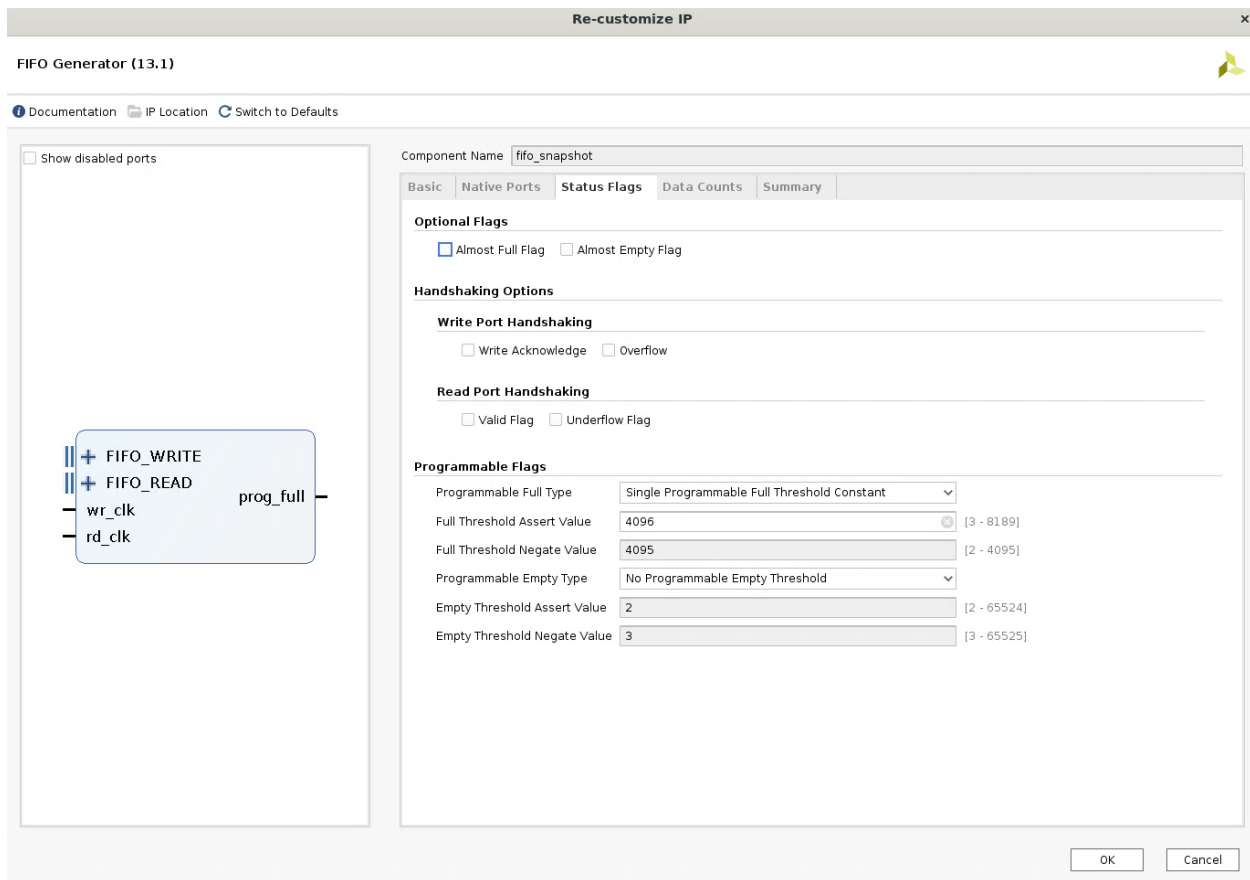 Re-customize IP ×
FIFO Generator (13.1)
Documentation IP Location Switch to Defaults
Show disabled ports
FIFO_WRITE
FIFO_READ
wr_clk
rd_clk
prog_full
Component Name fifo_snapshot
Basic Native Ports Status Flags Data Counts Summary
Optional Flags
Almost Full Flag Almost Empty Flag
Handshaking Options
Write Port Handshaking
Write Acknowledge Overflow
Read Port Handshaking
Valid Flag Underflow Flag
Programmable Flags
Programmable Full Type Single Programmable Full Threshold Constant
Full Threshold Assert Value 4096 [3 - 8189]
Full Threshold Negate Value 4095 [2 - 4095]
Programmable Empty Type No Programmable Empty Threshold
Empty Threshold Assert Value 2 [2 - 65524]
Empty Threshold Negate Value 3 [3 - 65525]
OK Cancel